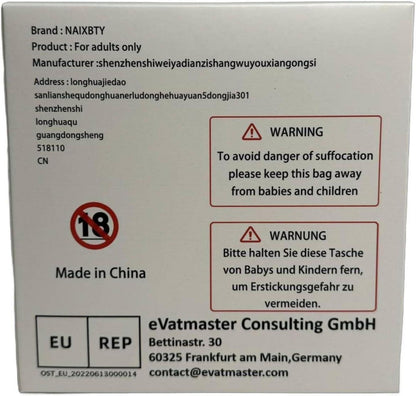 Brand : NAIXBTY
Product : For adults only
Manufacturer :shenzhenshiweiyadianzishangwuyouxiangongsi
Address : longhuajiedao
sanlianshequdonghuanerludonghehuayuan5dongjia301
shenzhenshi
longhuaqu
guangdongsheng
518110
CN
WARNING
To avoid danger of suffocation
please keep this bag away
from babies and children
18
Made in China
WARNUNG
Bitte halten Sie diese Tasche
von Babys und Kindern fern,
um Erstickungsgefahr zu
vermeiden.
EU REP
eVatmaster Consulting GmbH
Bettinastr. 30
60325 Frankfurt am Main,Germany
contact@evatmaster.com
OST_EU_20220613000014